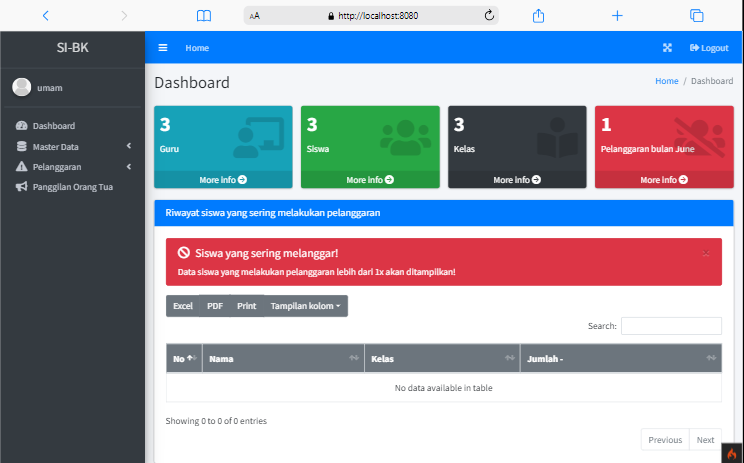 AA http://localhost:8080
SI-BK
Home
Logout
umam
Dashboard
Home / Dashboard
Dashboard
Master Data
Pelanggaran
Panggilan Orang Tua
3
Guru
More info
3
Siswa
More info
3
Kelas
More info
1
Pelanggaran bulan June
More info
Riwayat siswa yang sering melakukan pelanggaran
Siswa yang sering melanggar!
×
Data siswa yang melakukan pelanggaran lebih dari 1x akan ditampilkan!
Excel PDF Print Tampilan kolom
Search:
No Nama Kelas Jumlah -
No data available in table
Showing 0 to 0 of 0 entries
Previous Next